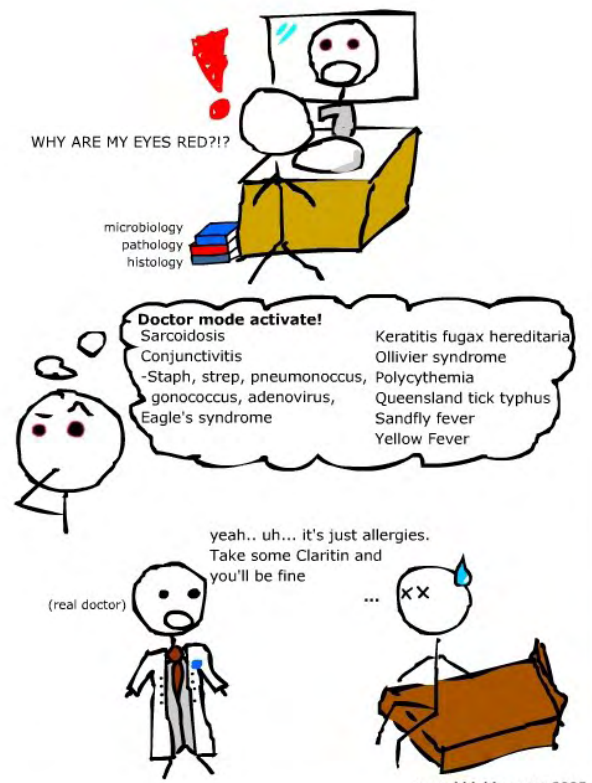 WHY ARE MY EYES RED?!?
microbiology
pathology
histology
Doctor mode activate!
Sarcoidosis
Conjunctivitis
-Staph, strep, pneumonoccus,
gonococcus, adenovirus,
Eagle's syndrome
Keratitis fugax hereditaria
Ollivier syndrome
Polycythemia
Queensland tick typhus
Sandfly fever
Yellow Fever
yeah.. uh... it's just allergies.
Take some Claritin and
you'll be fine
(real doctor)
...